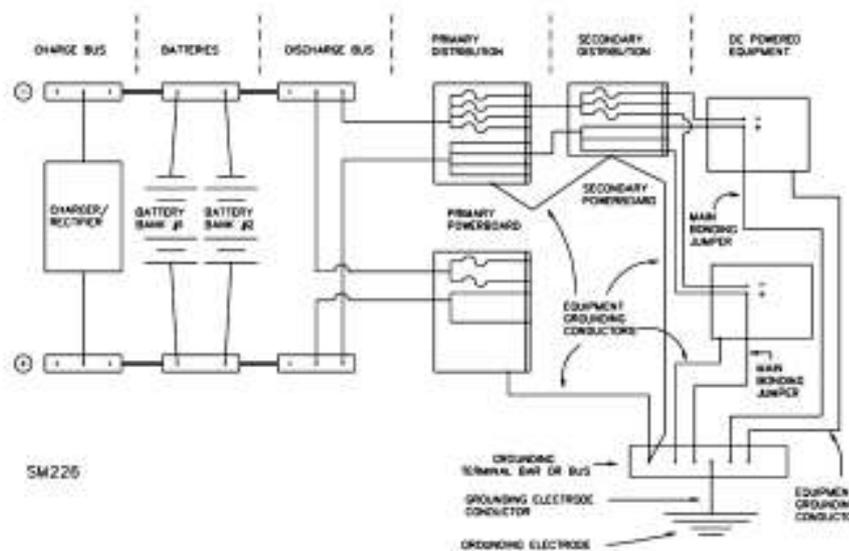 CHARGE BUS
BATTERIES
DISCHARGE BUS
PRIMARY
DISTRIBUTION
SECONDARY
DISTRIBUTION
DC POWERED
EQUIPMENT
-
-
+
CHARGER/
RECTIFIER
BATTERY
BANK #1
BATTERY
BANK #2
PRIMARY
POWERBOARD
SECONDARY
POWERBOARD
MAIN
BONDING
JUMPER
-
+
EQUIPMENT
GROUNDING
CONDUCTORS
+
MAIN
BONDING
JUMPER
SM226
GROUNDING
TERMINAL BAR OR BUS
GROUNDING ELECTRODE
CONDUCTOR
GROUNDING ELECTRODE
EQUIPMEN
GROUNDING
CONDUCTO